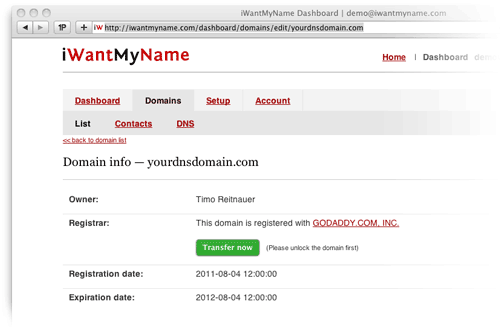 iWantMyName Dashboard | demo@iwantmyname.com
1P iW http://iwantmyname.com/dashboard/domains/edit/yourdnsdomain.com
iWantMyName
Home | Dashboard demo
Dashboard Domains Setup Account
List Contacts DNS
<< back to domain list
Domain info — yourdnsdomain.com
Owner: Timo Reitnauer
Registrar: This domain is registered with GODADDY.COM, INC.
Transfer now (Please unlock the domain first)
Registration date: 2011-08-04 12:00:00
Expiration date: 2012-08-04 12:00:00